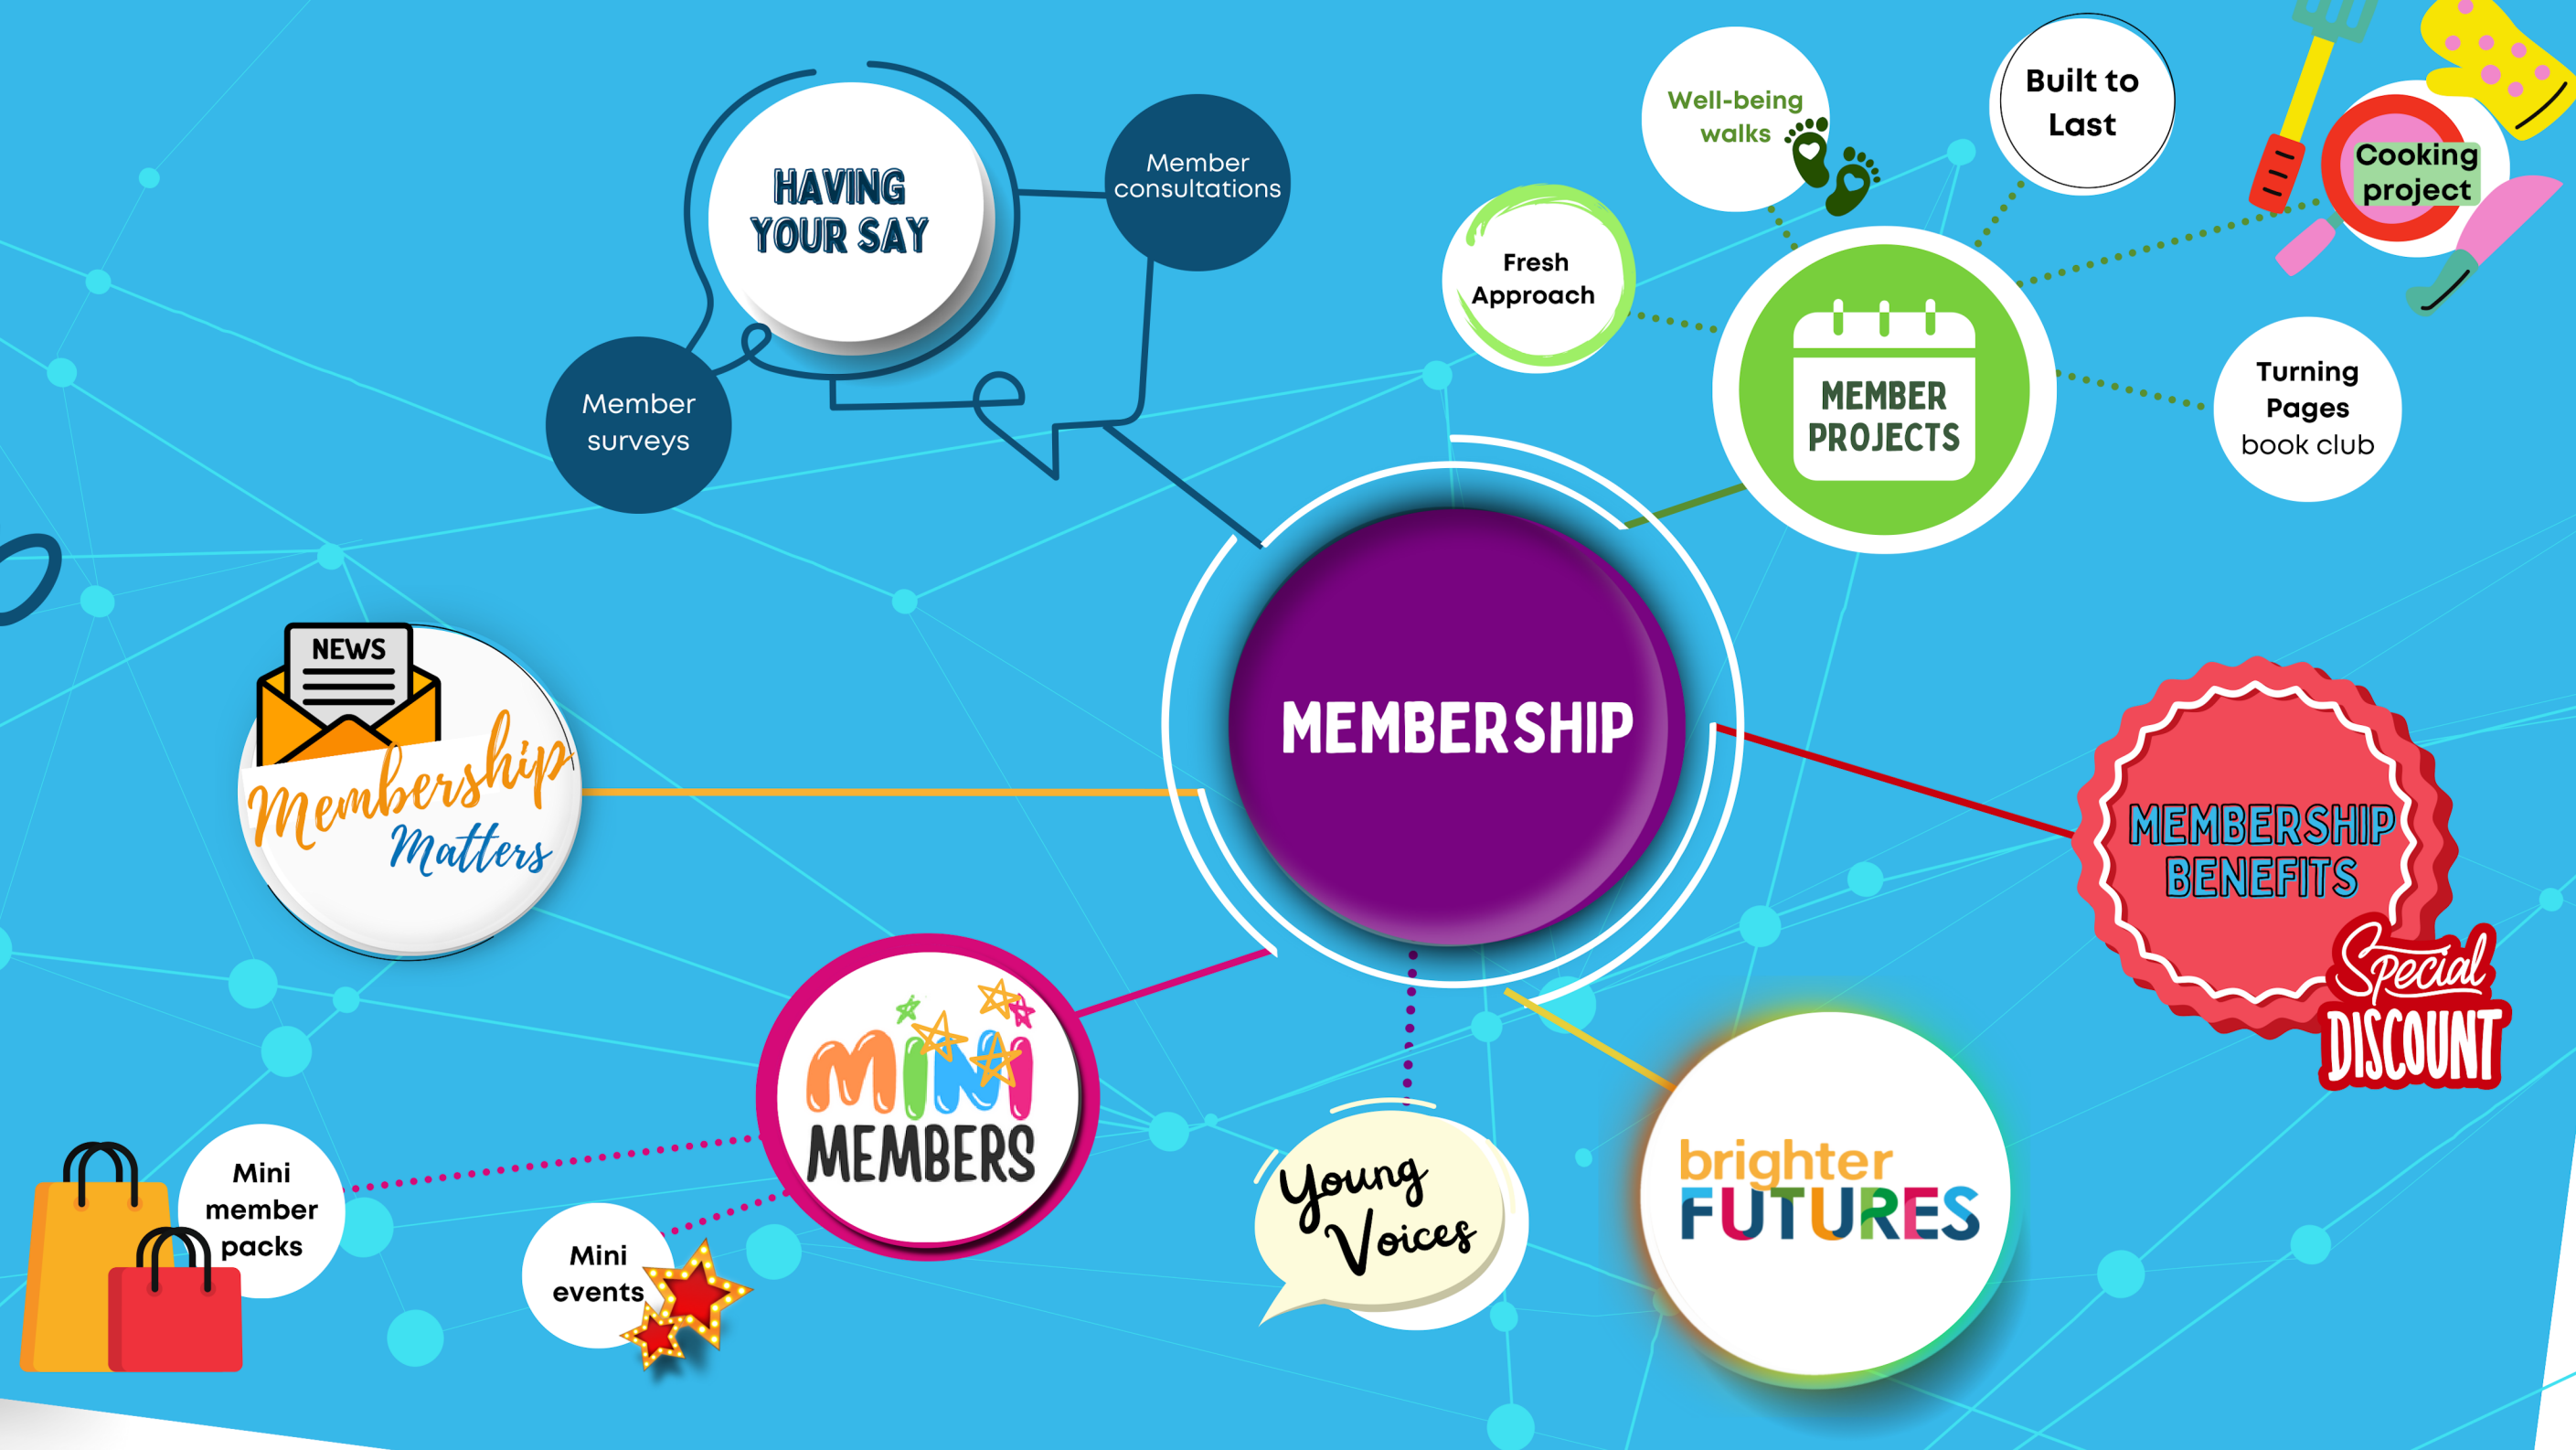 HAVING
YOUR SAY
Member
consultations
Member
surveys
Well-being
walks
Built to
Last
Cooking
project
Fresh
Approach
MEMBER
PROJECTS
Turning
Pages
book club
MEMBERSHIP
NEWS
Membership
Matters
MEMBERSHIP
BENEFITS
Special
DISCOUNT
MINI
MEMBERS
Mini
member
packs
Mini
events
Young
Voices
brighter
FUTURES